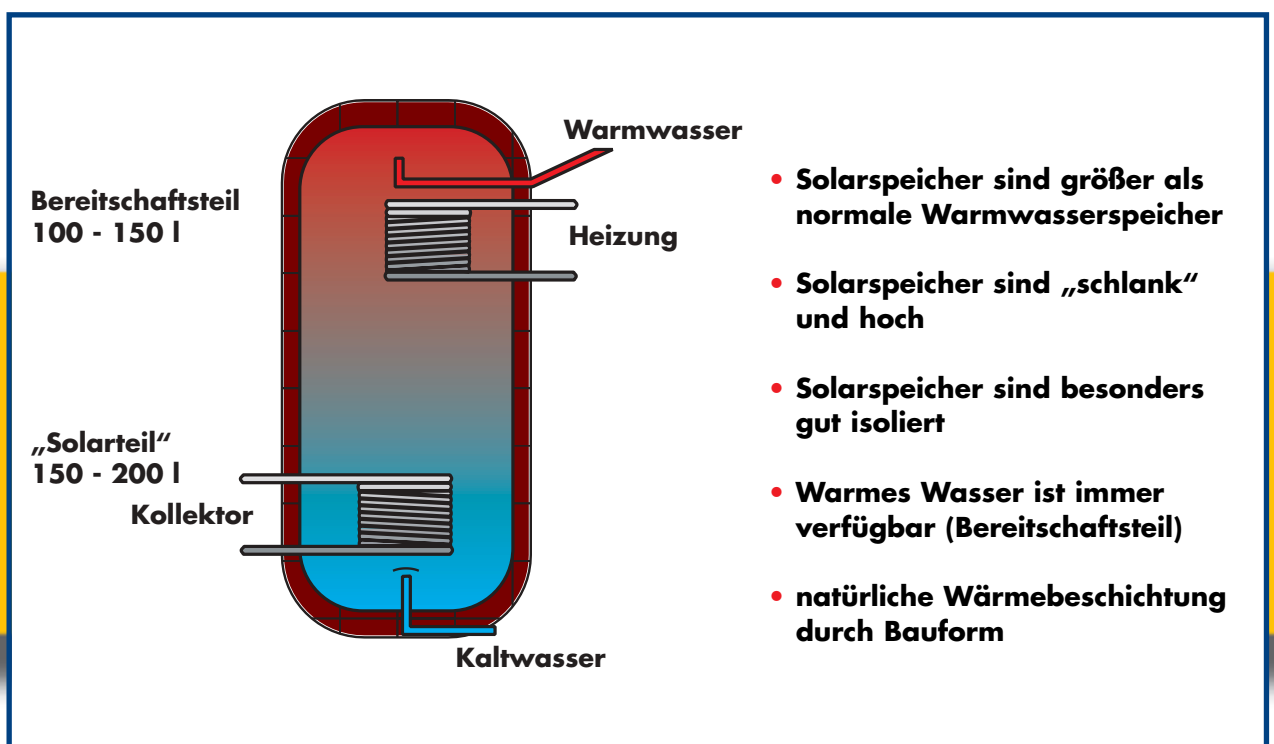 Warmwasser
Bereitschaftsteil
100 - 150 l
Heizung
„Solarteil“
150 - 200 l
Kollektor
Kaltwasser
• Solarspeicher sind größer als
normale Warmwasserspeicher
• Solarspeicher sind „schlank“
und hoch
• Solarspeicher sind besonders
gut isoliert
• Warmes Wasser ist immer
verfügbar (Bereitschaftsteil)
• natürliche Wärmebeschichtung
durch Bauform